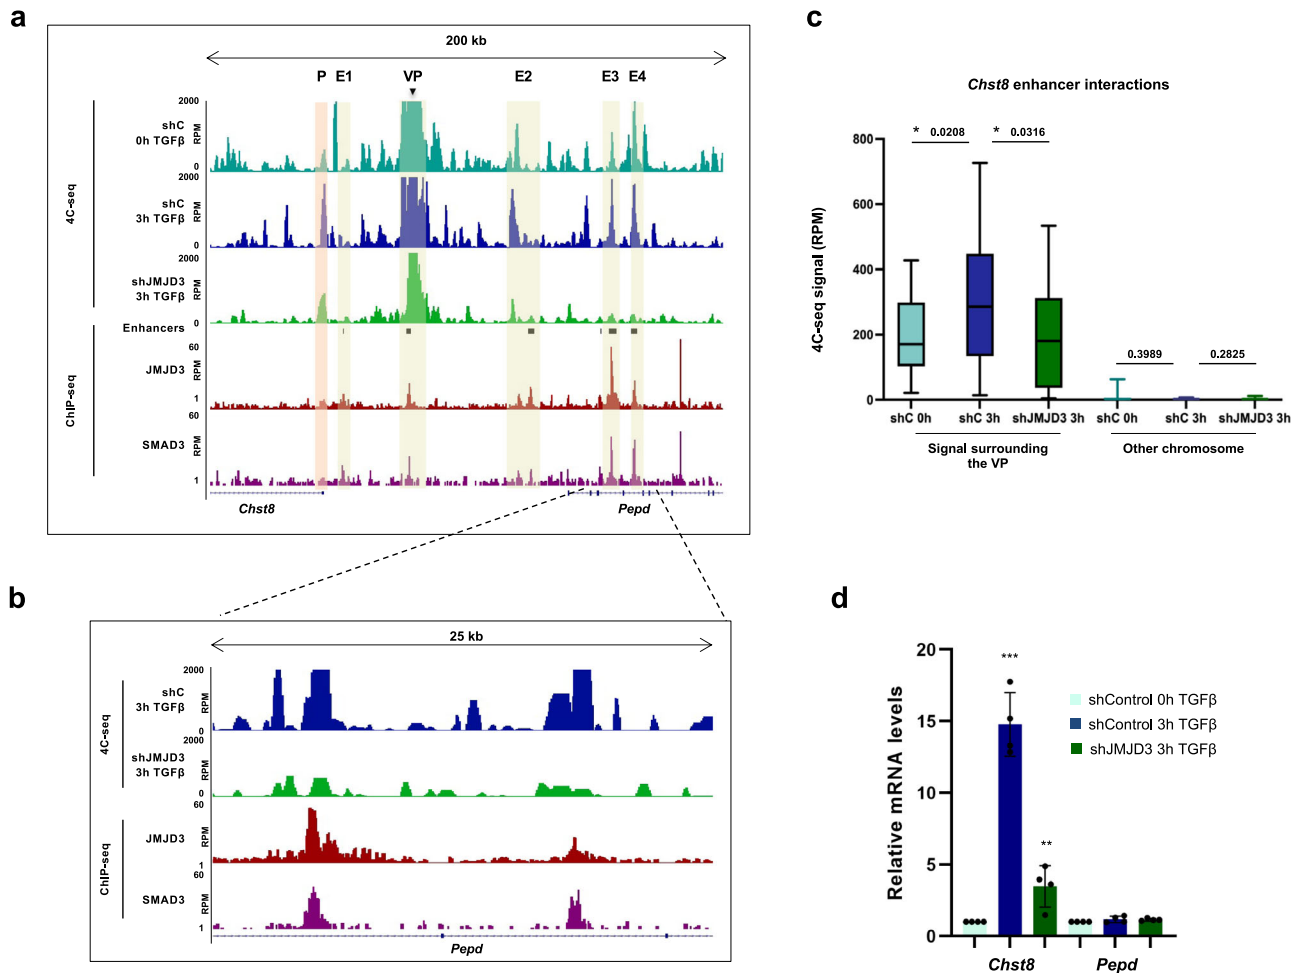 a
200 kb
P E1 VP E2 E3 E4
4C-seq
shC
0h TGFβ
2000
RPM
0
shC
3h TGFβ
2000
RPM
0
shJMJD3
3h TGFβ
2000
RPM
0
Enhancers
ChIP-seq
JMJD3
60
RPM
1
SMAD3
60
RPM
1
Chst8
Pepd
b
25 kb
4C-seq
shC
3h TGFβ
2000
RPM
0
shJMJD3
3h TGFβ
2000
RPM
0
ChIP-seq
JMJD3
60
RPM
1
SMAD3
60
RPM
1
Pepd
c
Chst8 enhancer interactions
4C-seq signal (RPM)
800
600
400
200
0
* 0.0208
* 0.0316
0.3989
0.2825
shC 0h
shC 3h
shJMJD3 3h
shC 0h
shC 3h
shJMJD3 3h
Signal surrounding
the VP
Other chromosome
d
Relative mRNA levels
20
15
10
5
0
***
**
shControl 0h TGFβ
shControl 3h TGFβ
shJMJD3 3h TGFβ
Chst8
Pepd